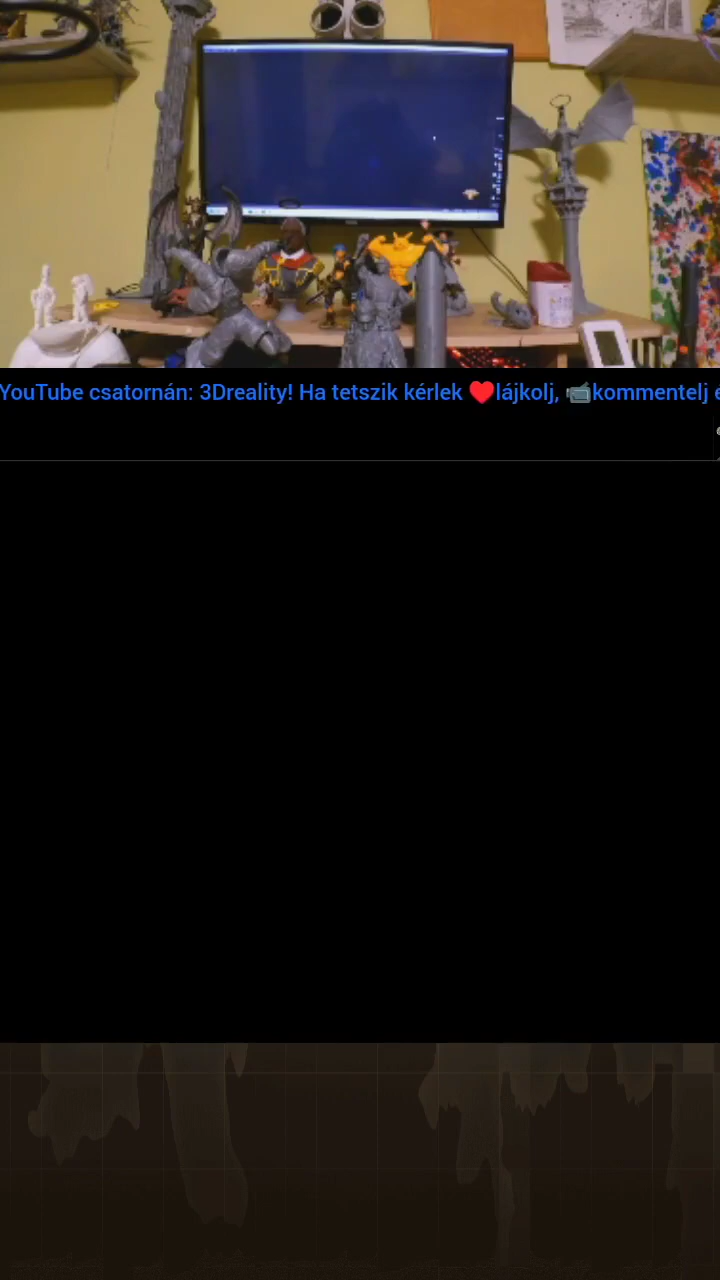 YouTube csatornán: 3Dreality! Ha tetszik kérlek ❤️lájkolj, 📹kommentelj é